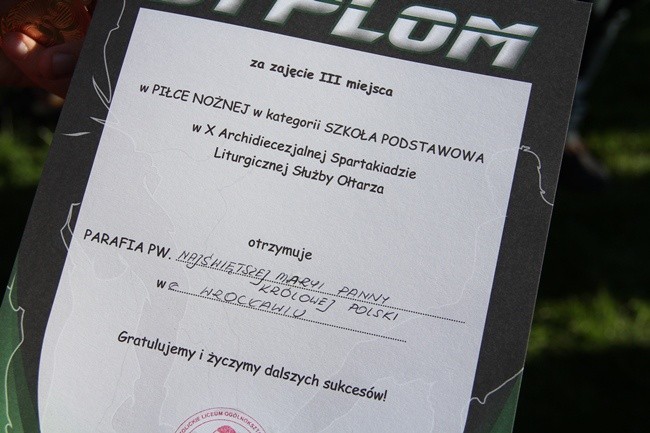 DYPLOM
za zajęcie III miejsca
w PIŁCE NOŻNEJ w kategorii SZKOŁA PODSTAWOWA
w X Archidiecezjalnej Spartakiadzie
Liturgicznej Służby Ołtarza
otrzymuje
PARAFIA PW. NAJŚWIĘTSZEJ MARYI PANNY
KRÓLOWEJ POLSKI
we WROCŁAWIU
Gratulujemy i życzymy dalszych sukcesów!
LICEUM